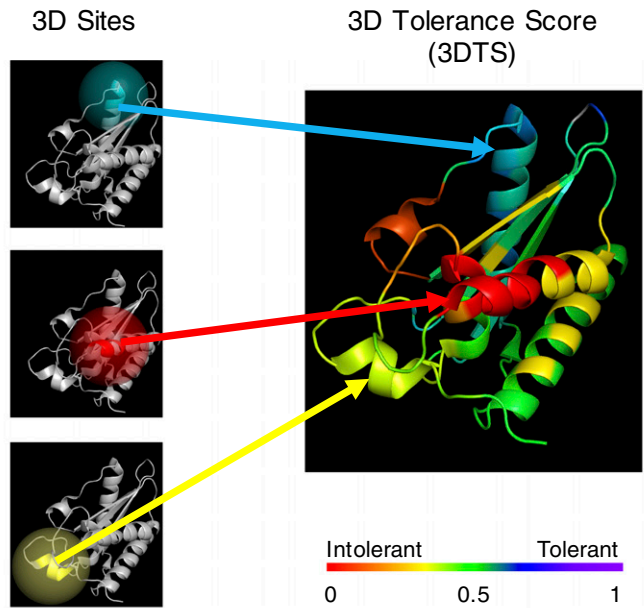 3D Sites
3D Tolerance Score
(3DTS)
Intolerant
Tolerant
0
0.5
1